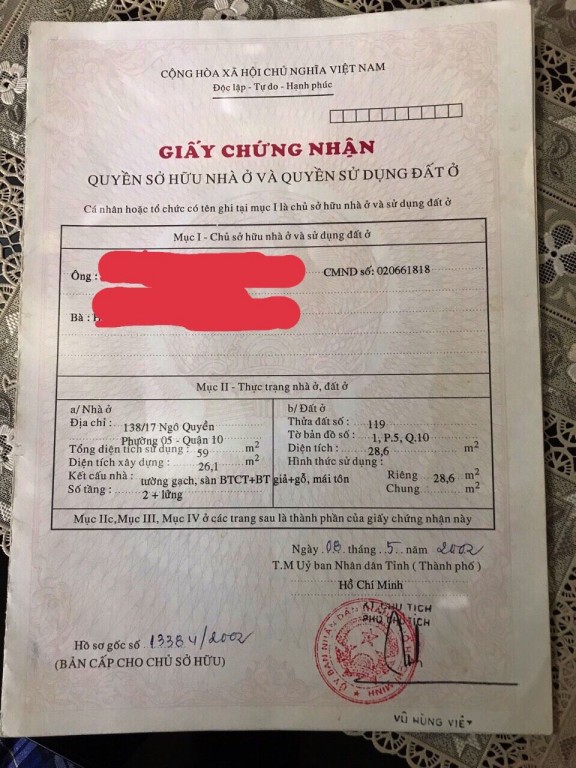 CỘNG HÒA XÃ HỘI CHỦ NGHĨA VIỆT NAM
Độc lập - Tự do - Hạnh phúc
GIẤY CHỨNG NHẬN
QUYỀN SỞ HỮU NHÀ Ở VÀ QUYỀN SỬ DỤNG ĐẤT Ở
Cá nhân hoặc tổ chức có tên ghi tại mục I là chủ sở hữu nhà ở và sử dụng đất ở
Mục I - Chủ sở hữu nhà ở và sử dụng đất ở
Ông : CMND số: 020661818
Bà :
Mục II - Thực trạng nhà ở, đất ở
a/ Nhà ở
Địa chỉ : 138/17 Ngô Quyền
Phường 05 - Quận 10
Tổng diện tích sử dụng : 59 m2
Diện tích xây dựng : 26,1 m2
Kết cấu nhà : tường gạch, sàn BTCT+BT giả+gỗ, mái tôn
Số tầng : 2 + lửng
b/ Đất ở
Thửa đất số : 119
Tờ bản đồ số : 1, P.5, Q.10
Diện tích : 28,6 m2
Hình thức sử dụng :
Riêng 28,6 m2
Chung m2
Mục IIc, Mục III, Mục IV ở các trang sau là thành phần của giấy chứng nhận này
Ngày 08 tháng 5 năm 2002
T.M Uỷ ban Nhân dân Tỉnh ( Thành phố )
Hồ Chí Minh
KT.CHỦ TỊCH
PHÓ CHỦ TỊCH
Hồ sơ gốc số 13384/2002
(BẢN CẤP CHO CHỦ SỞ HỮU)
VŨ HÙNG VIỆT